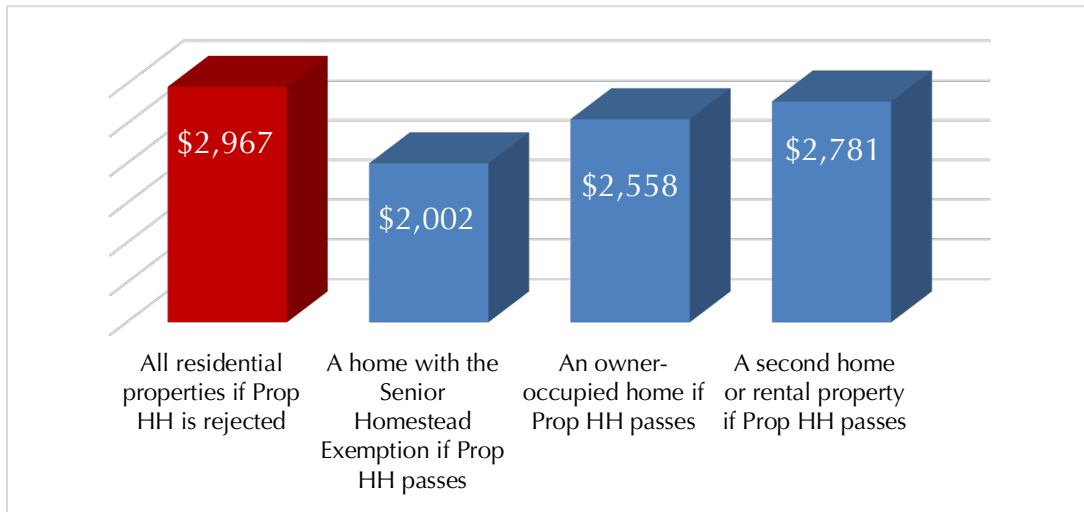 $2,967
$2,002
$2,558
$2,781
All residential
properties if Prop
HH is rejected
A home with the
Senior
Homestead
Exemption if Prop
HH passes
An owner-
occupied home if
Prop HH passes
A second home
or rental property
if Prop HH passes